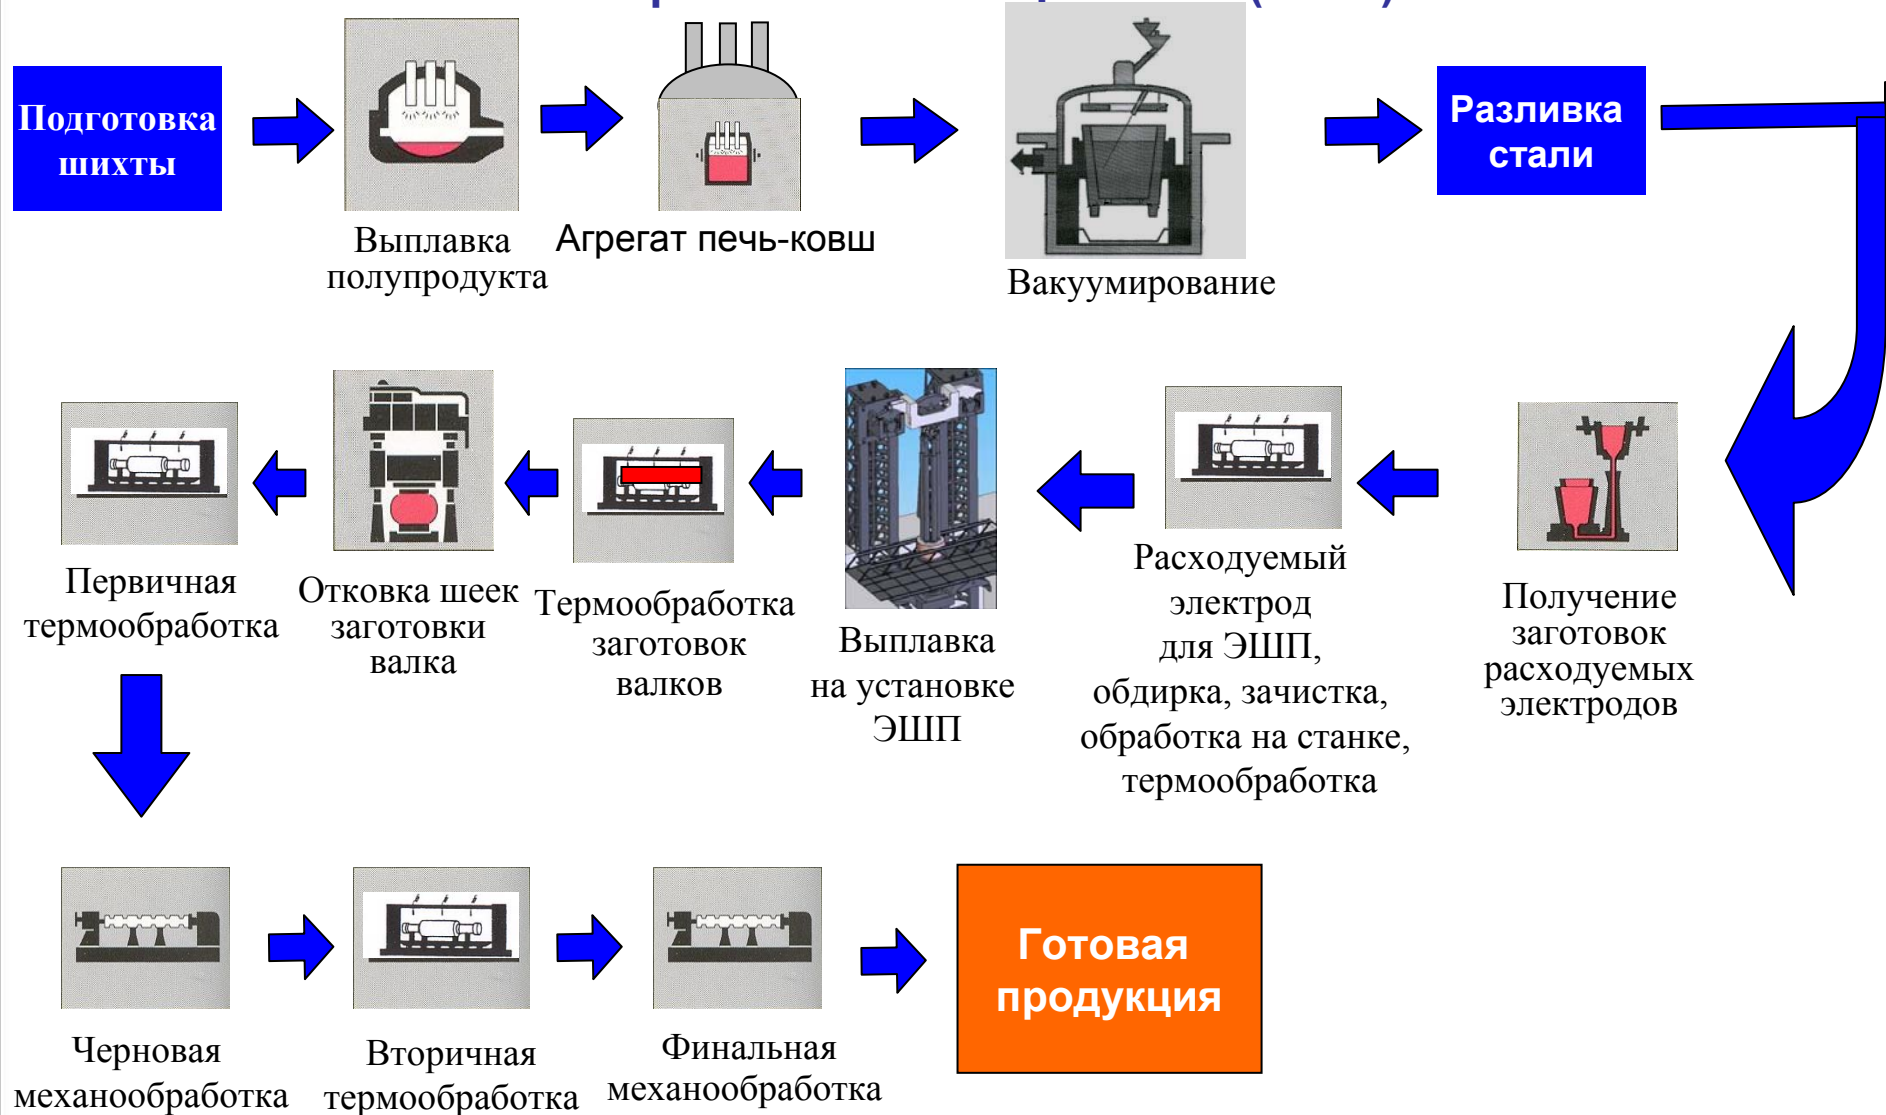 Подготовка
шихты
Выплавка
полупродукта
Агрегат печь-ковш
Вакуумирование
Разливка
стали
Первичная
термообработка
Отковка шеек
заготовки
валка
Термообработка
заготовок
валков
Выплавка
на установке
ЭШП
Расходуемый
электрод
для ЭШП,
обдирка, зачистка,
обработка на станке,
термообработка
Получение
заготовок
расходуемых
электродов
Черновая
механообработка
Вторичная
термообработка
Финальная
механообработка
Готовая
продукция